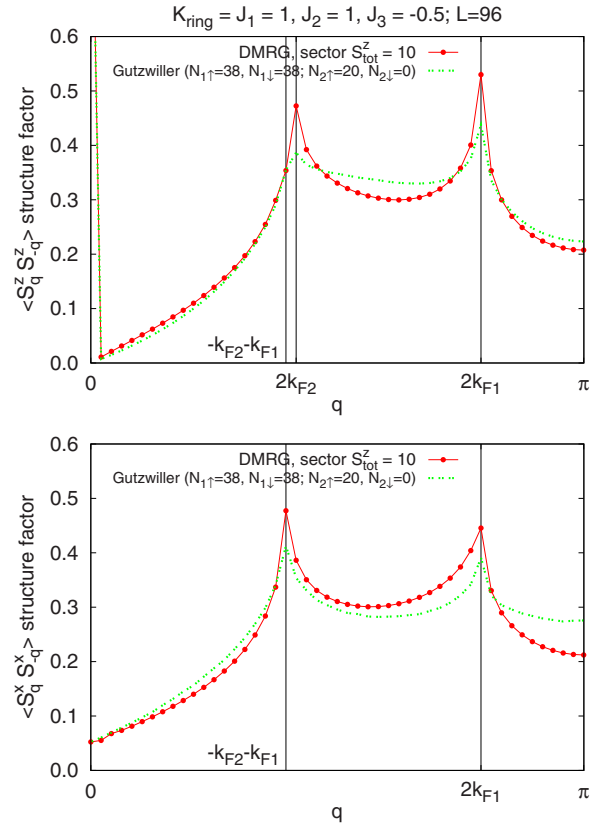 K_ring = J_1 = 1, J_2 = 1, J_3 = -0.5; L=96
DMRG, sector S^z_tot = 10
Gutzwiller (N_1↑=38, N_1↓=38; N_2↑=20, N_2↓=0)
<S^z_q S^z_-q> structure factor
0.6
0.5
0.4
0.3
0.2
0.1
0.0
-k_F2-k_F1
0
2k_F2
2k_F1
π
q
DMRG, sector S^z_tot = 10
Gutzwiller (N_1↑=38, N_1↓=38; N_2↑=20, N_2↓=0)
<S^x_q S^x_-q> structure factor
0.6
0.5
0.4
0.3
0.2
0.1
0.0
-k_F2-k_F1
0
2k_F1
π
q